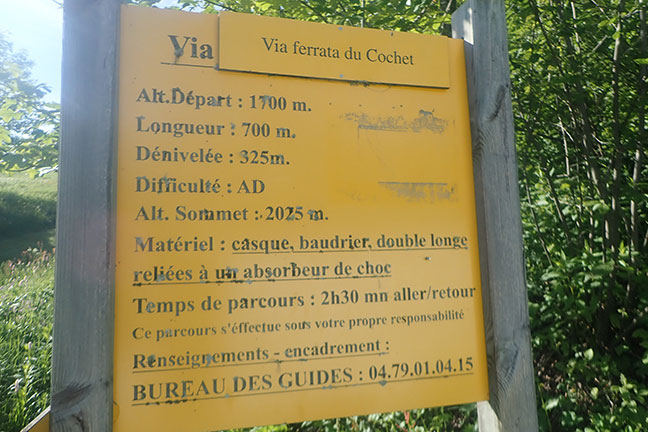 Via Via ferrata du Cochet
Alt.Départ : 1700 m.
Longueur : 700 m.
Dénivelée : 325m.
Difficulté : AD
Alt. Sommet : 2025 m.
Matériel : casque, baudrier, double longe
reliées à un absorbeur de choc
Temps de parcours : 2h30 mn aller/retour
Ce parcours s'éffectue sous votre propre responsabilité
Renseignements - encadrement :
BUREAU DES GUIDES : 04.79.01.04.15